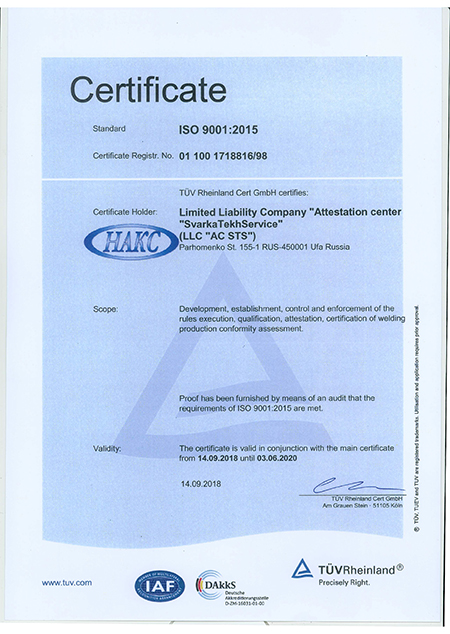 Certificate
Standard ISO 9001:2015
Certificate Registr. No. 01 100 1718816/98
TÜV Rheinland Cert GmbH certifies:
Certificate Holder: Limited Liability Company "Attestation center
"SvarkaTekhService"
(LLC "AC STS")
Parhomenko St. 155-1 RUS-450001 Ufa Russia
НАКС
Scope: Development, establishment, control and enforcement of the
rules execution, qualification, attestation, certification of welding
production conformity assessment.
Proof has been furnished by means of an audit that the
requirements of ISO 9001:2015 are met.
Validity: The certificate is valid in conjunction with the main certificate
from 14.09.2018 until 03.06.2020
14.09.2018
TÜV Rheinland Cert GmbH
Am Grauen Stein · 51105 Köln
® TÜV, TUEV and TUV are registered trademarks. Utilisation and application requires prior approval.
www.tuv.com
IAF
DAkkS
Deutsche
Akkreditierungsstelle
D-ZM-16031-01-00
TÜVRheinland®
Precisely Right.